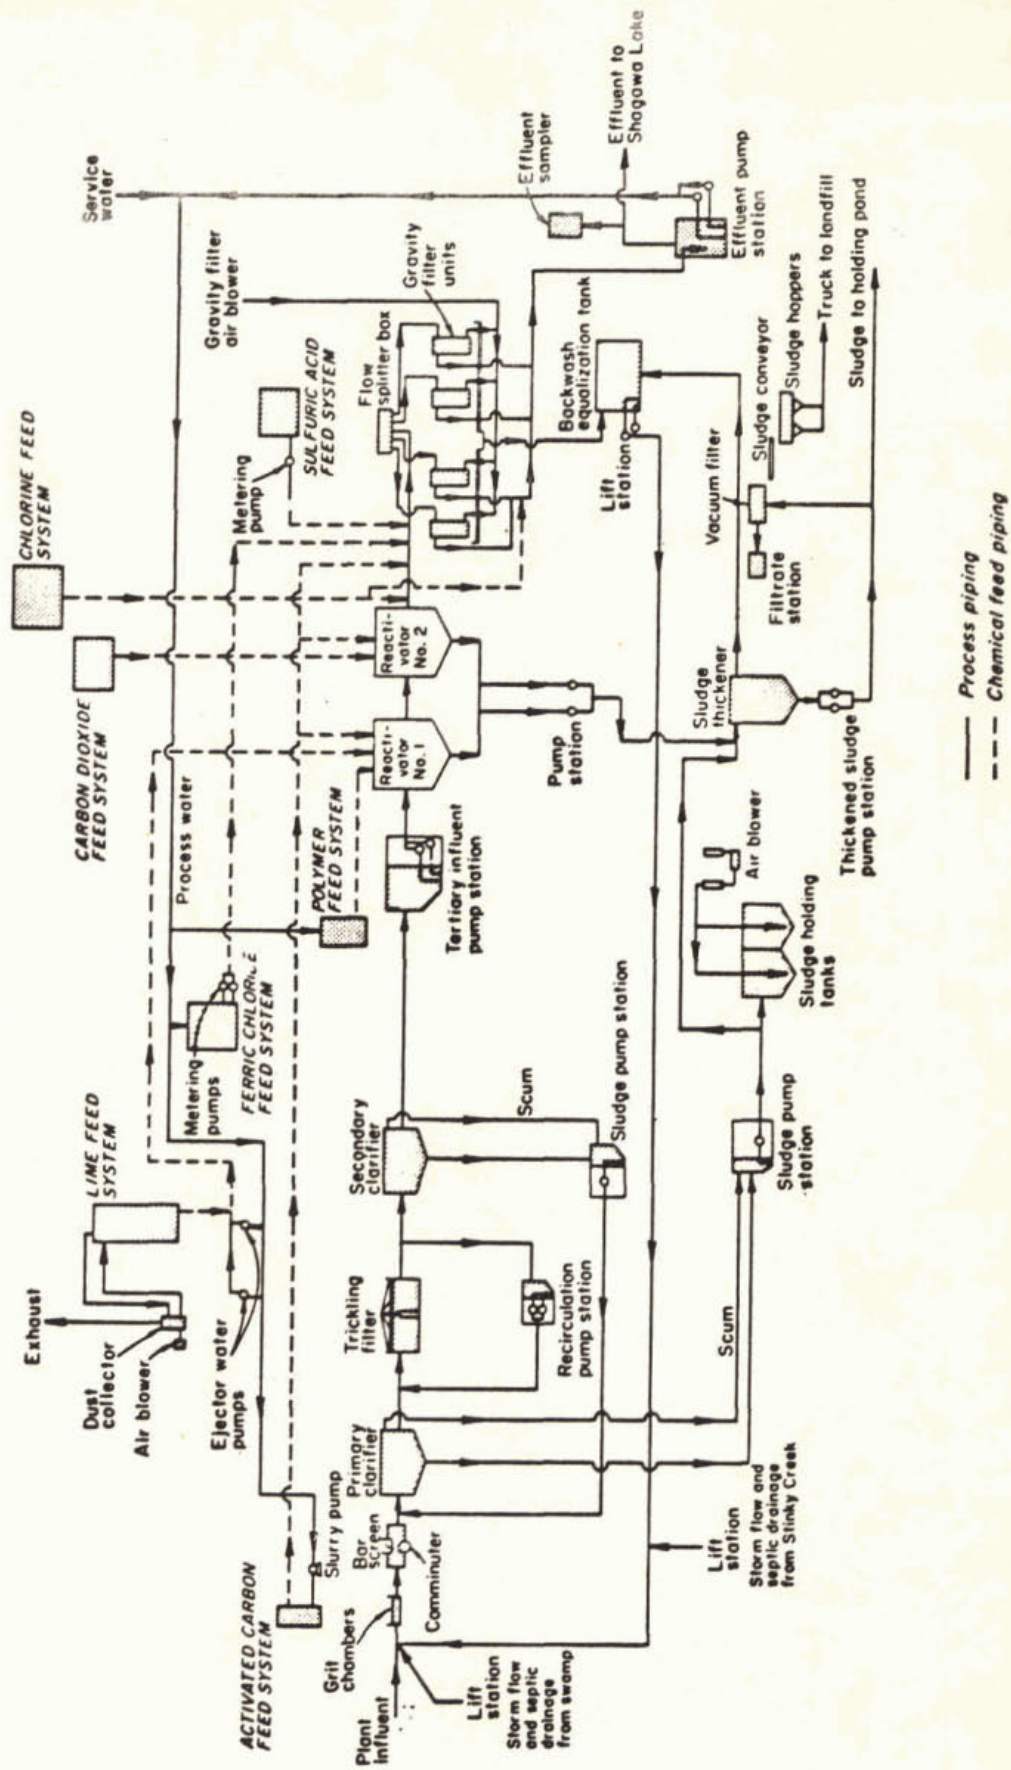 Exhaust
Dust
collector
Air blower
LIME FEED
SYSTEM
Ejector water
pumps
ACTIVATED CARBON
FEED SYSTEM
Slurry pump
Metering
pumps
FERRIC CHLORIDE
FEED SYSTEM
Process water
CARBON DIOXIDE
FEED SYSTEM
CHLORINE FEED
SYSTEM
POLYMER
FEED SYSTEM
Metering
pump
SULFURIC ACID
FEED SYSTEM
Gravity filter
air blower
Service
water
Plant
Influent
Grit
chambers
Bar
screen
Comminuter
Lift
station
Storm flow
and septic
drainage
from swamp
Primary
clarifier
Trickling
filter
Recirculation
pump station
Secondary
clarifier
Scum
Sludge pump station
Tertiary influent
pump station
Reacti-
vator
No. 1
Reacti-
vator
No. 2
Pump
station
Flow
splitter box
Gravity
filter
units
Backwash
equalization tank
Lift
station
Effluent
sampler
Effluent to
Shagawa Lake
Effluent pump
station
Lift
station
Storm flow and
septic drainage
from Stinky Creek
Scum
Sludge pump
station
Sludge holding
tanks
Air blower
Sludge
thickener
Thickened sludge
pump station
Vacuum filter
Filtrate
station
Sludge conveyor
Sludge hoppers
Truck to landfill
Sludge to holding pond
Process piping
Chemical feed piping